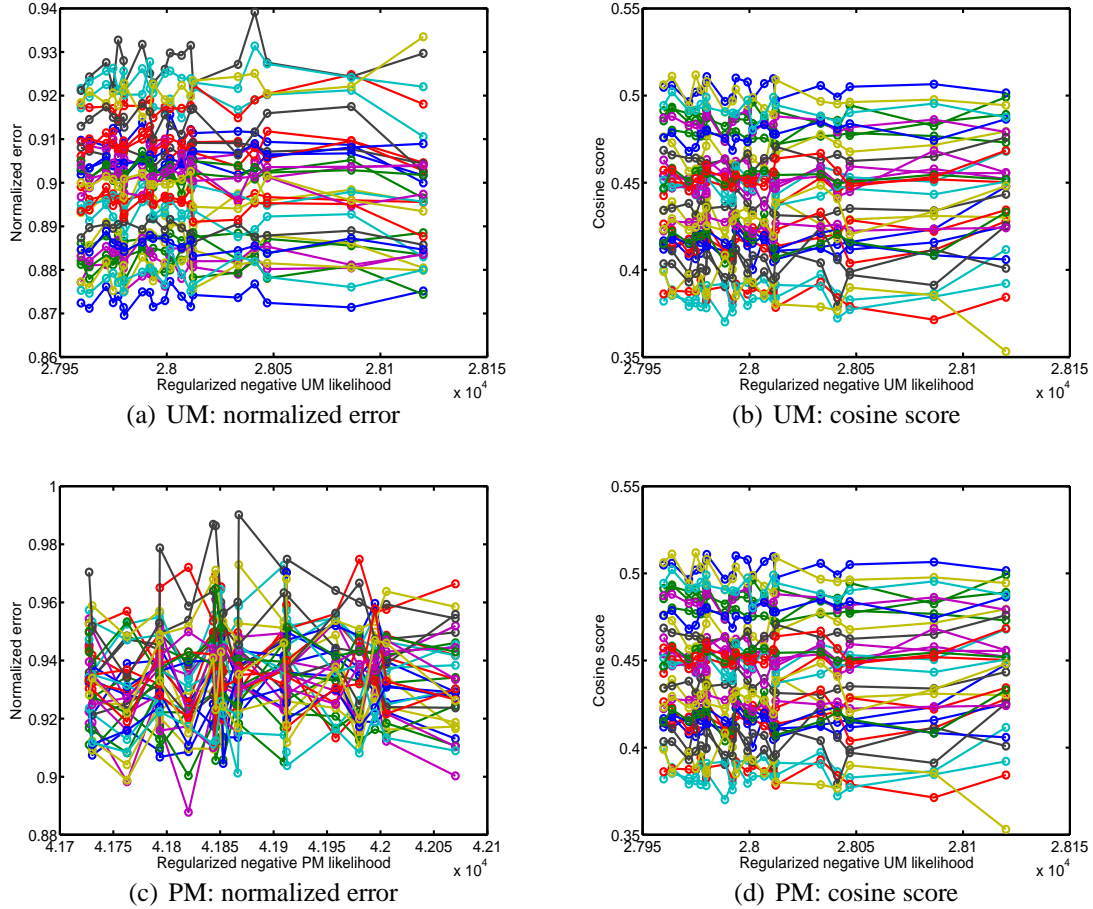 0.94
0.93
0.92
0.91
0.9
0.89
0.88
0.87
0.86
Normalized error
2.795 2.8 2.805 2.81 2.815
Regularized negative UM likelihood
x 10^4
(a) UM: normalized error
0.55
0.5
0.45
0.4
0.35
Cosine score
2.795 2.8 2.805 2.81 2.815
Regularized negative UM likelihood
x 10^4
(b) UM: cosine score
1
0.98
0.96
0.94
0.92
0.9
0.88
Normalized error
4.17 4.175 4.18 4.185 4.19 4.195 4.2 4.205 4.21
Regularized negative PM likelihood
x 10^4
(c) PM: normalized error
0.55
0.5
0.45
0.4
0.35
Cosine score
2.795 2.8 2.805 2.81 2.815
Regularized negative UM likelihood
x 10^4
(d) PM: cosine score